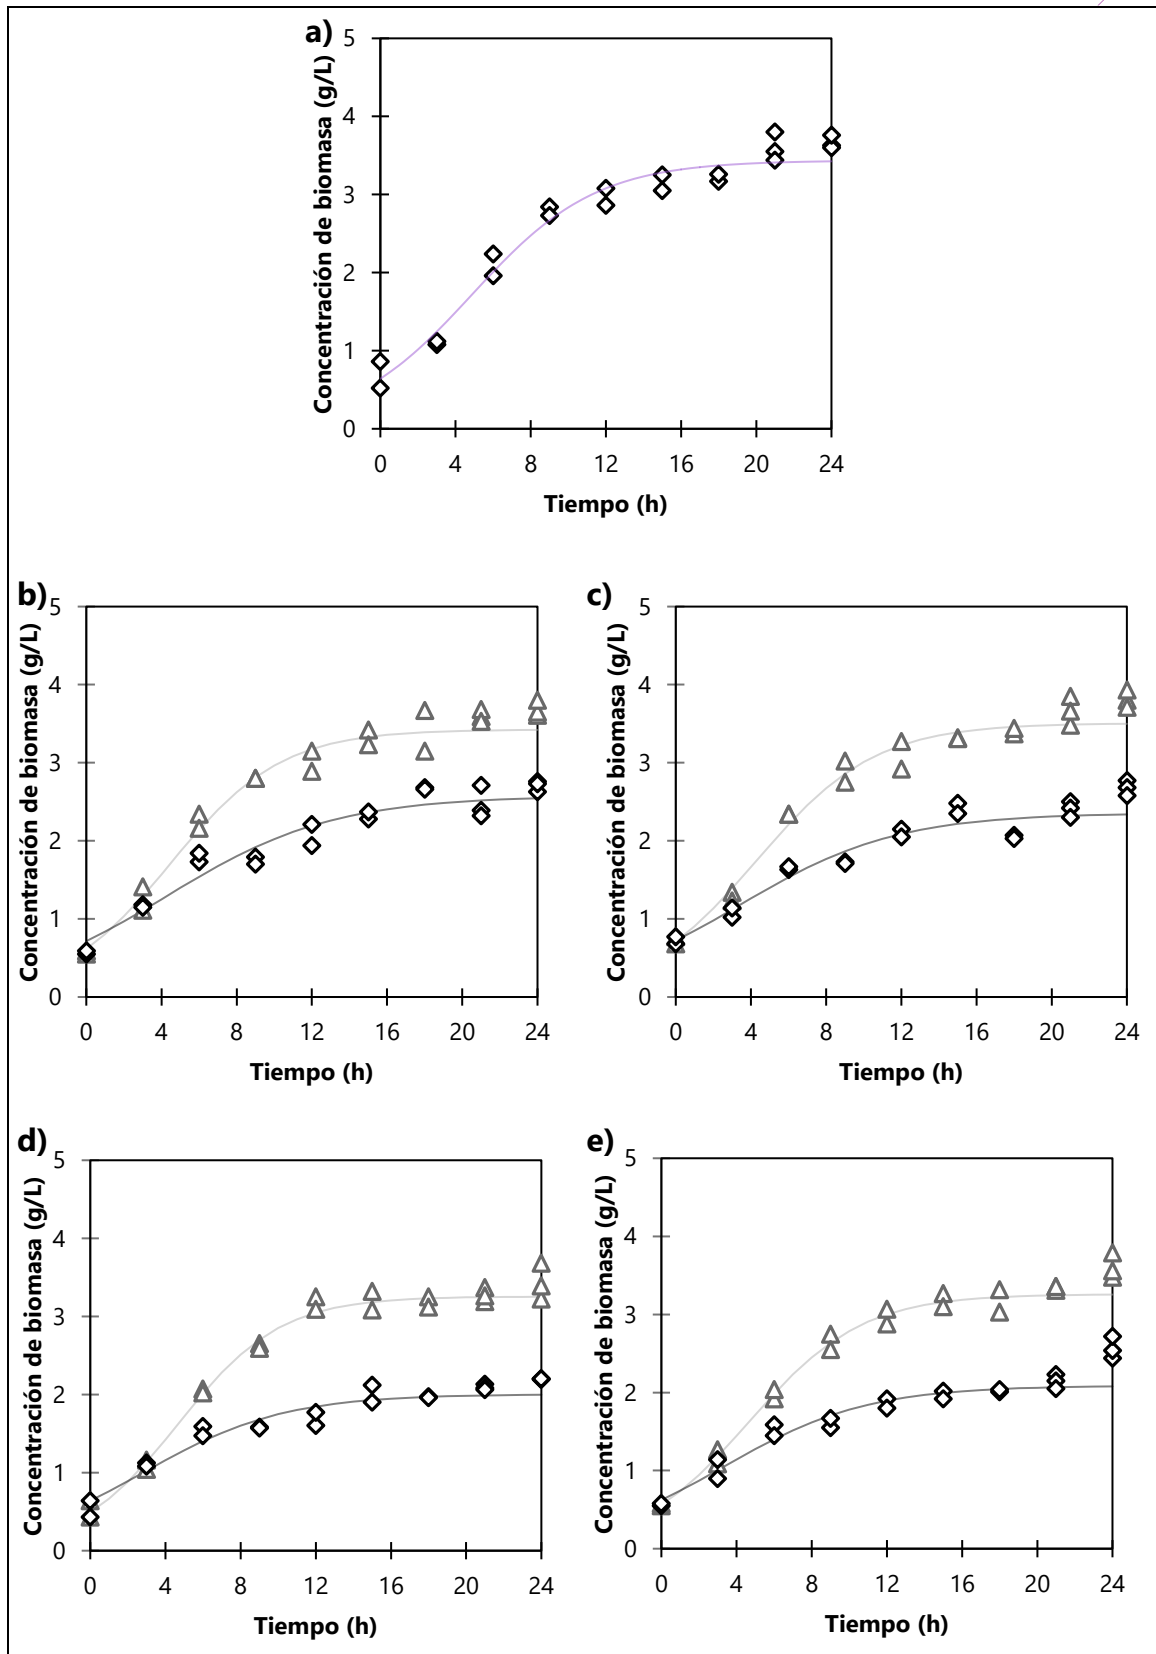 a)
Concentración de biomasa (g/L)
5
4
3
2
1
0
0 4 8 12 16 20 24
Tiempo (h)
b)
Concentración de biomasa (g/L)
5
4
3
2
1
0
0 4 8 12 16 20 24
Tiempo (h)
c)
Concentración de biomasa (g/L)
5
4
3
2
1
0
0 4 8 12 16 20 24
Tiempo (h)
d)
Concentración de biomasa (g/L)
5
4
3
2
1
0
0 4 8 12 16 20 24
Tiempo (h)
e)
Concentración de biomasa (g/L)
5
4
3
2
1
0
0 4 8 12 16 20 24
Tiempo (h)